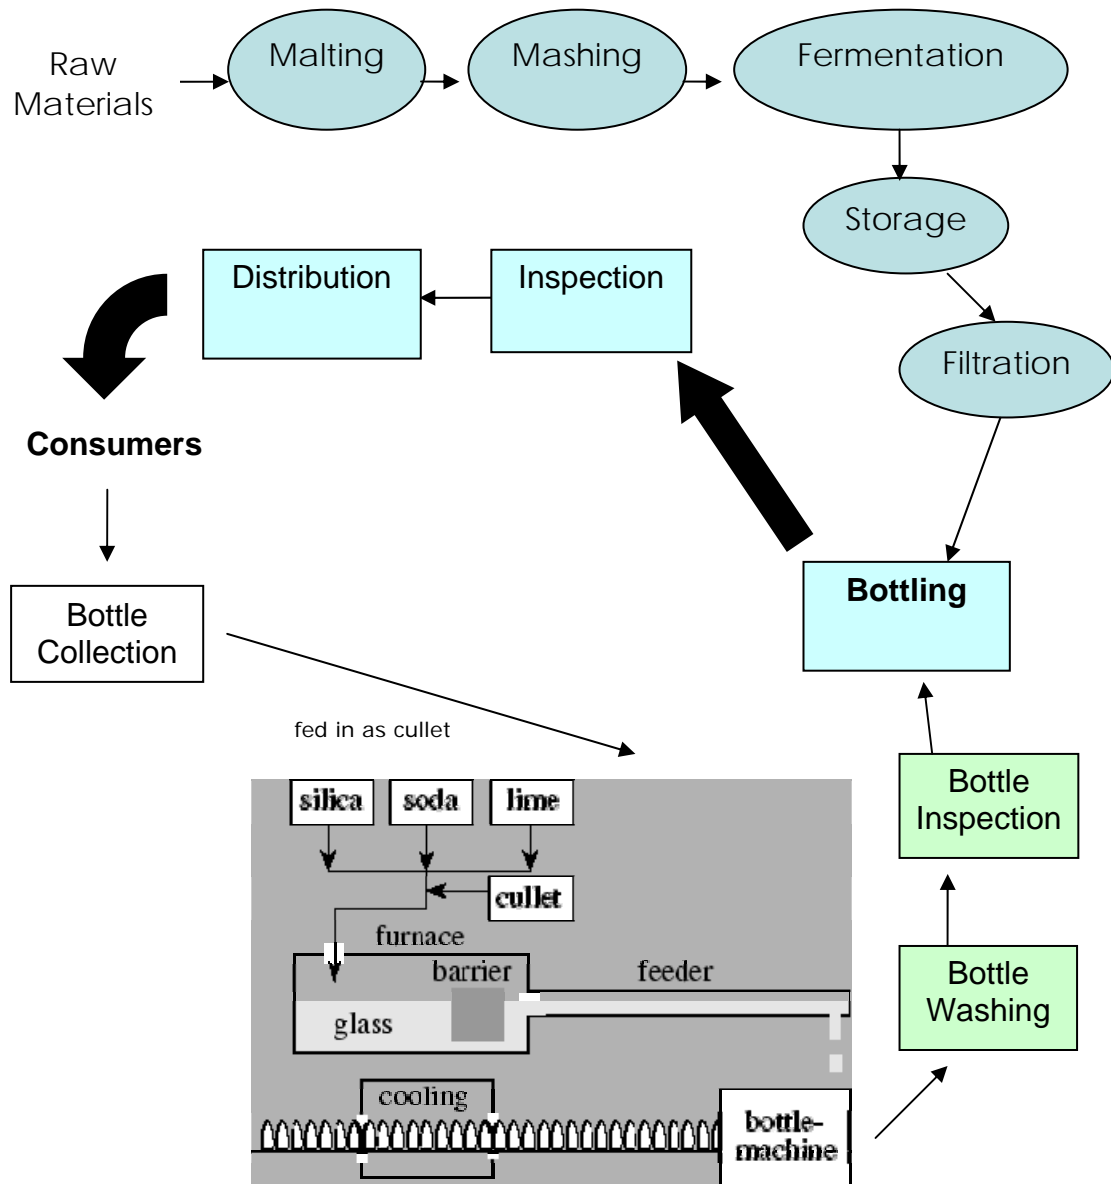 Raw
Materials
Malting
Mashing
Fermentation
Storage
Distribution
Inspection
Filtration
Consumers
Bottling
Bottle
Collection
fed in as cullet
Bottle
Inspection
silica
soda
lime
cullet
furnace
barrier
feeder
glass
Bottle
Washing
cooling
bottle-
machine